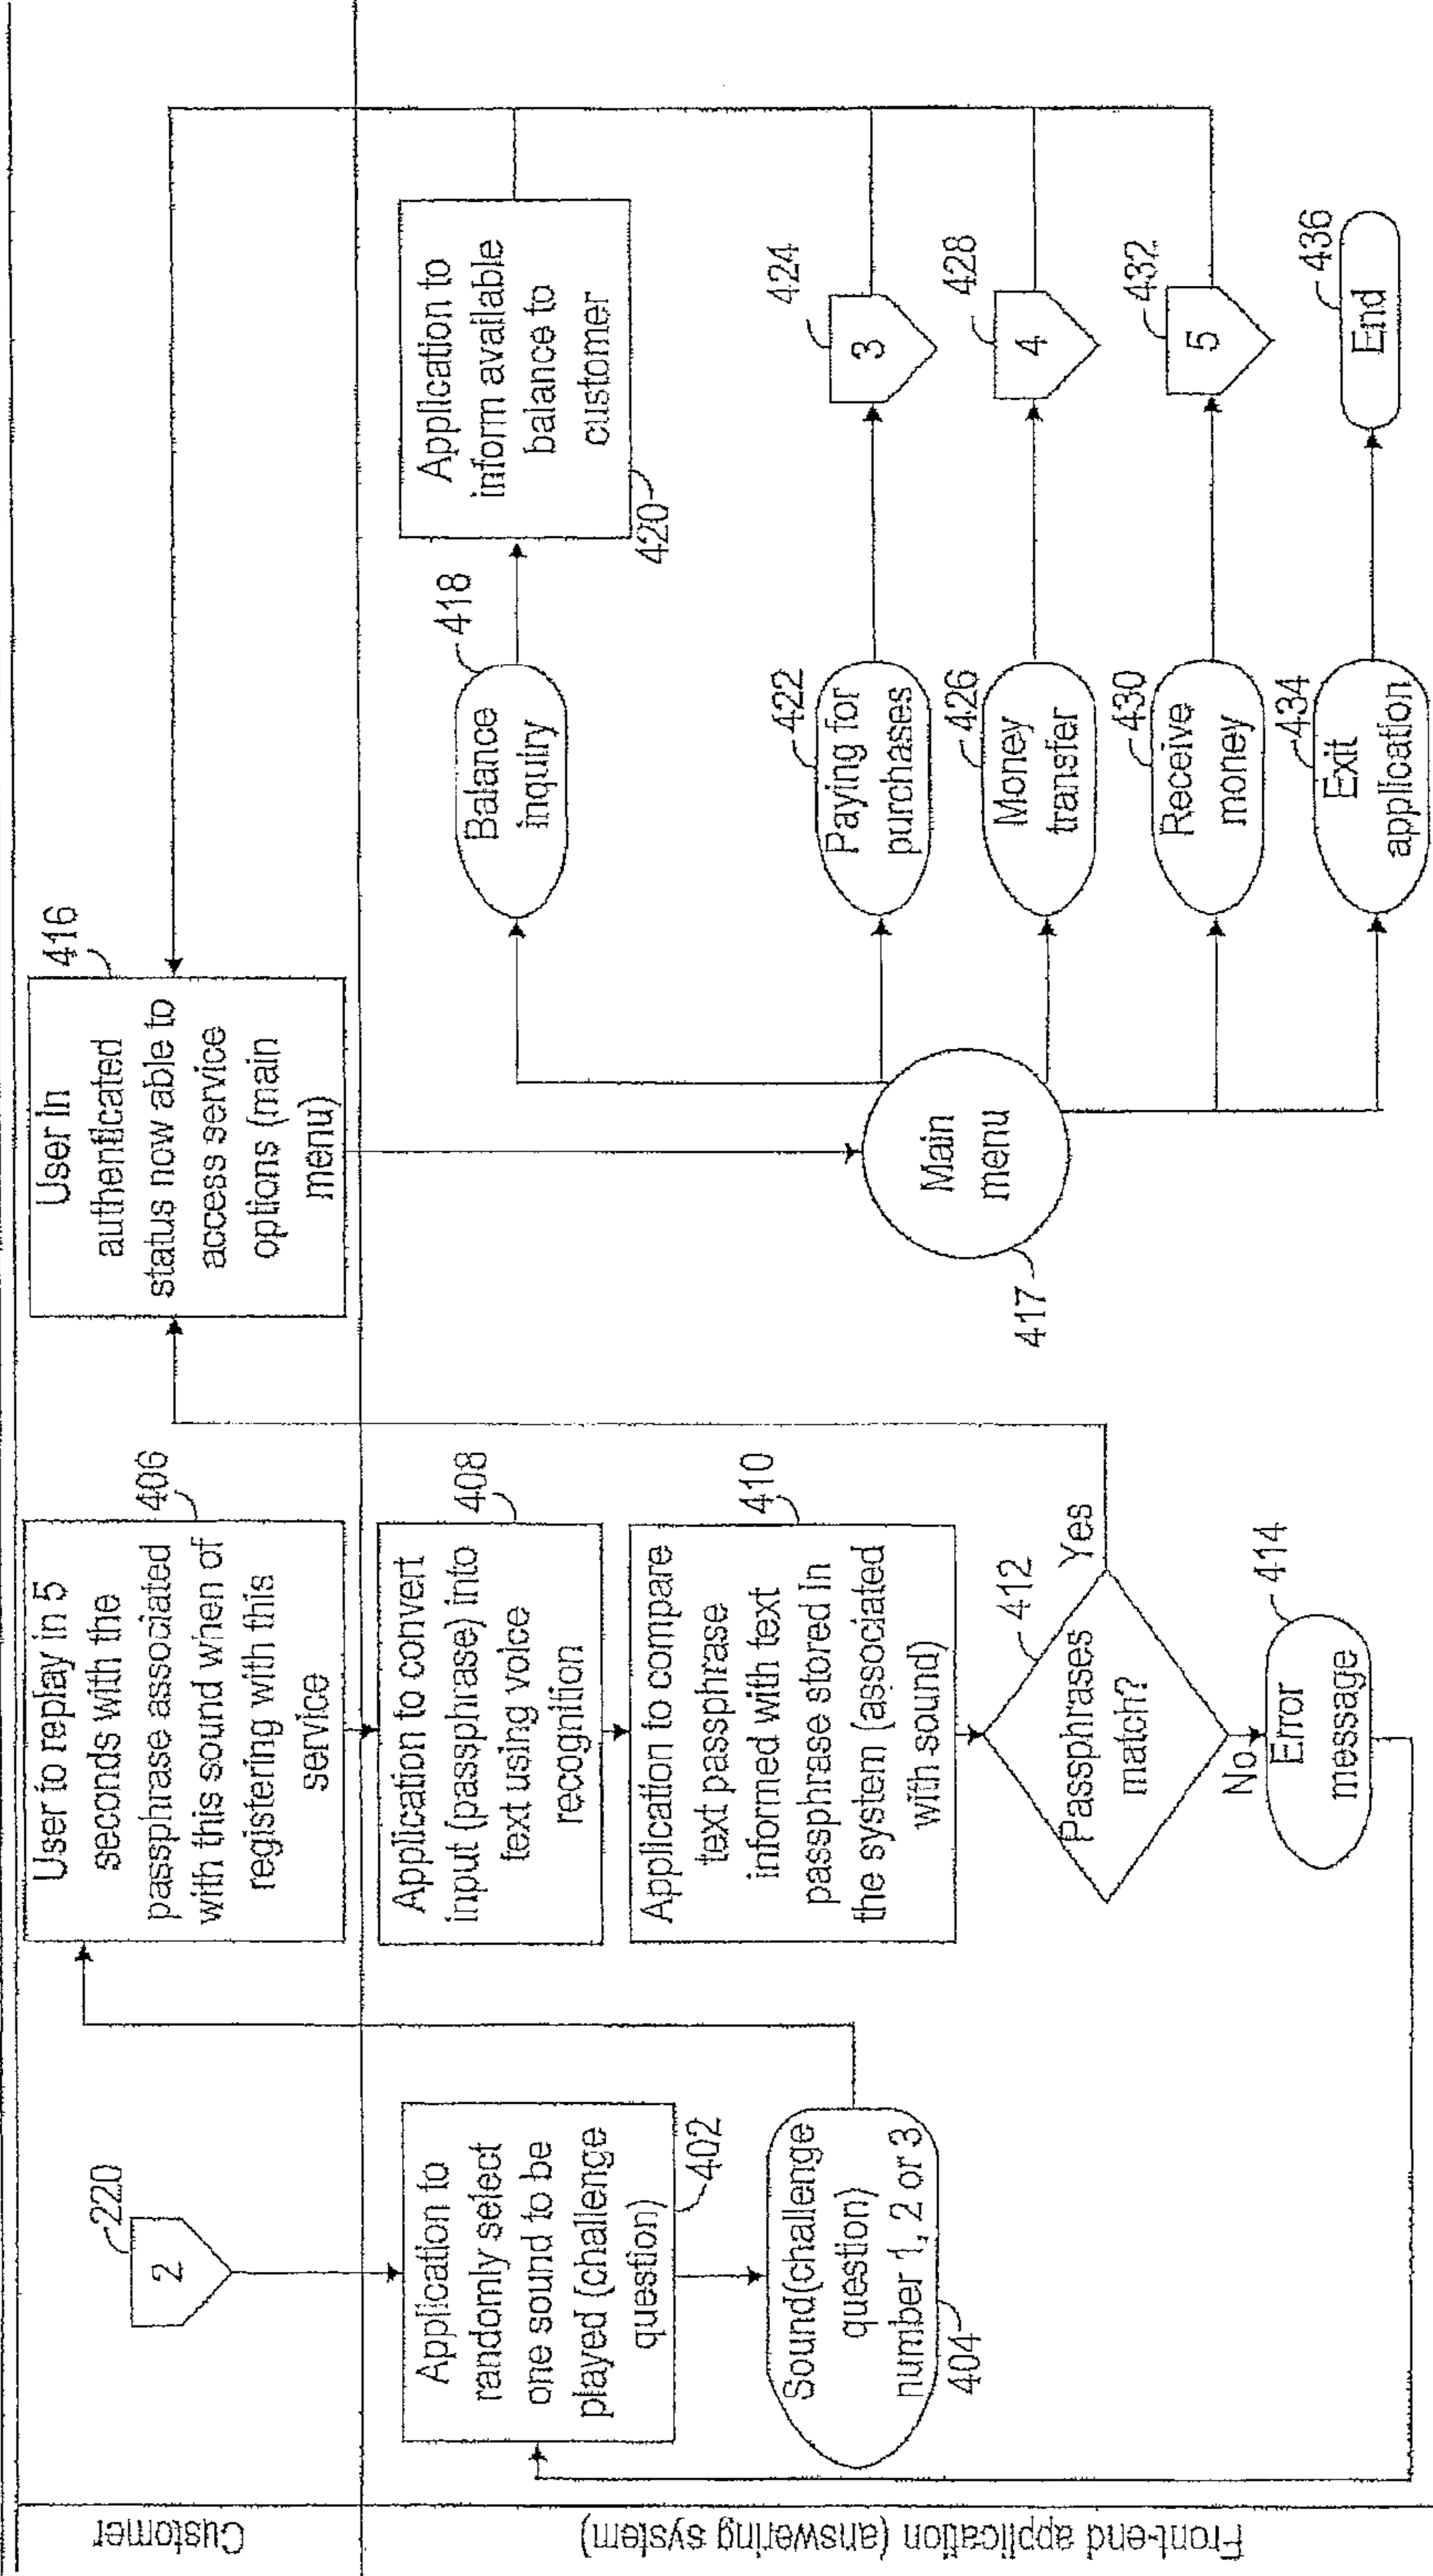 Customer
Front-end application (answering system)
220
2
Application to
randomly select
one sound to be
played (challenge
question)
402
Sound(challenge
question)
number 1, 2 or 3
404
User to replay in 5
seconds with the
passphrase associated
with this sound when of
registering with this
service
406
Application to convert
input (passphrase) into
text using voice
recognition
408
Application to compare
text passphrase
informed with text
passphrase stored in
the system (associated
with sound)
410
Passphrases
match?
412
Yes
No
Error
message
414
User in
authenticated
status now able to
access service
options (main
menu)
416
Main
menu
417
Balance
inquiry
418
Application to
inform available
balance to
customer
420
Paying for
purchases
422
3
424
Money
transfer
426
4
428
Receive
money
430
5
432
Exit
application
434
End
436